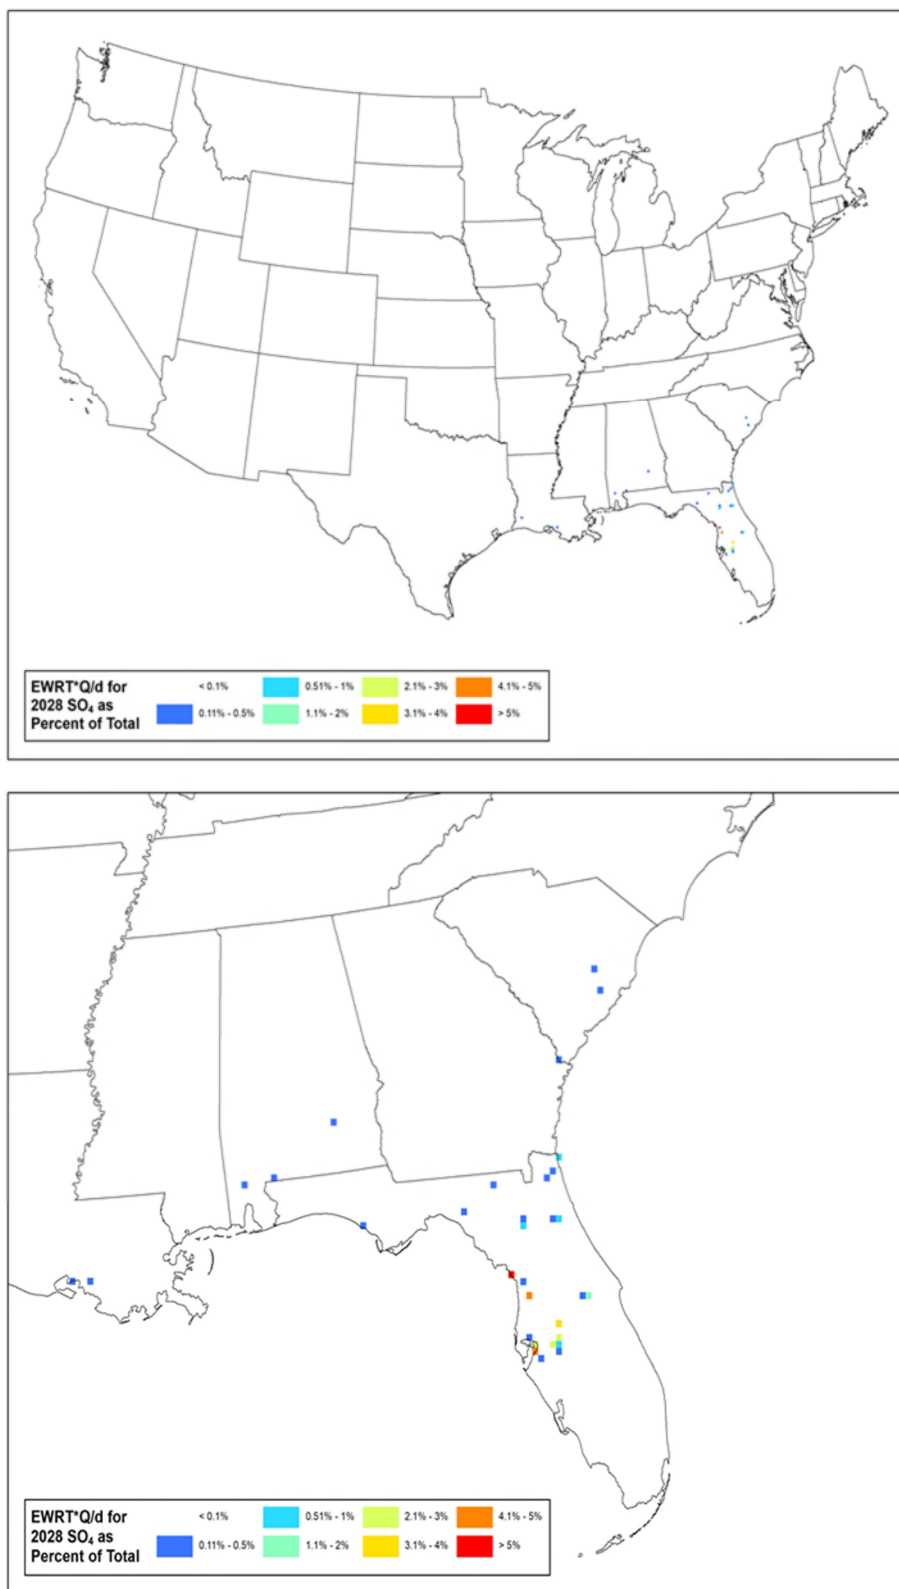 EWRT*Q/d for
2028 SO₄ as
Percent of Total
< 0.1% 0.51% - 1% 2.1% - 3% 4.1% - 5%
0.11% - 0.5% 1.1% - 2% 3.1% - 4% > 5%
EWRT*Q/d for
2028 SO₄ as
Percent of Total
< 0.1% 0.51% - 1% 2.1% - 3% 4.1% - 5%
0.11% - 0.5% 1.1% - 2% 3.1% - 4% > 5%